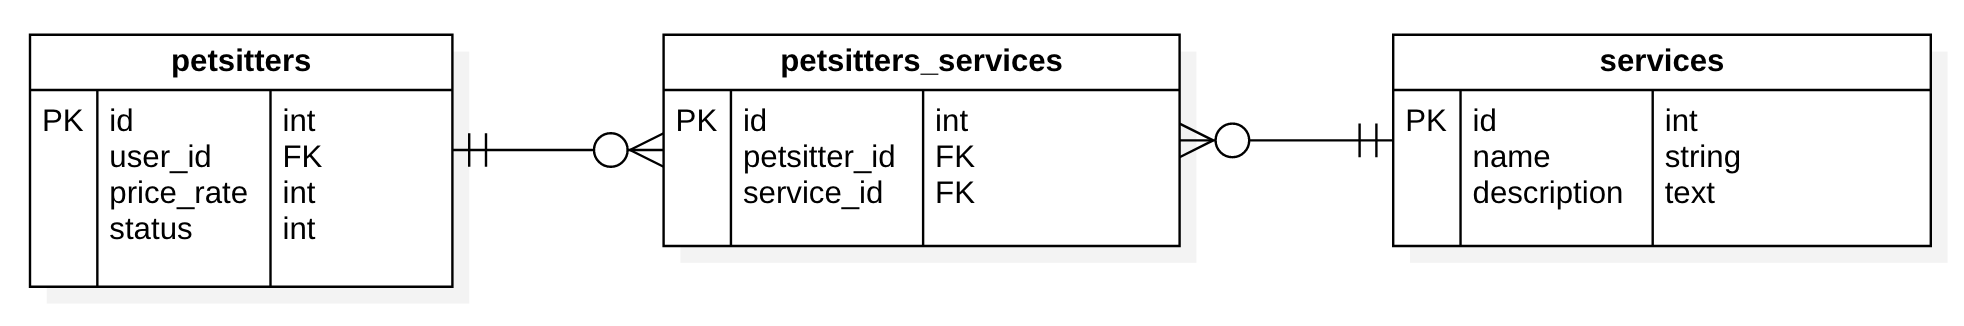 petsitters
PK id int
user_id FK
price_rate int
status int
petsitters_services
PK id int
petsitter_id FK
service_id FK
services
PK id int
name string
description text